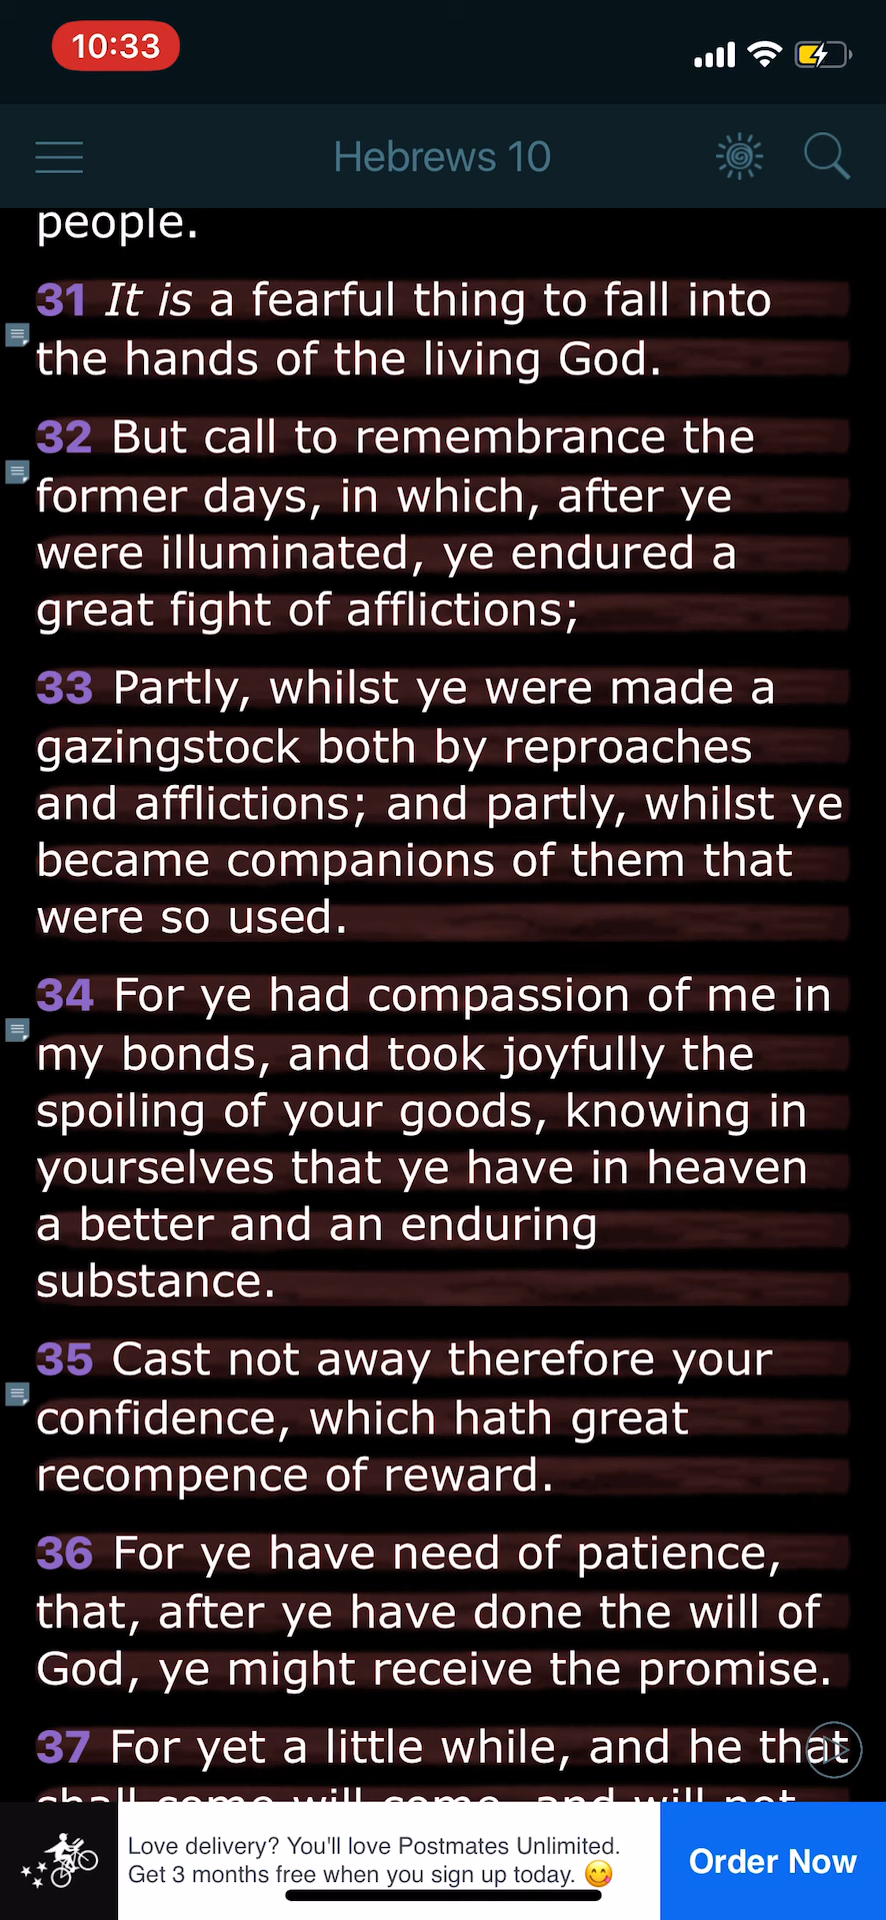 10:33
Hebrews 10
people.
31 It is a fearful thing to fall into
the hands of the living God.
32 But call to remembrance the
former days, in which, after ye
were illuminated, ye endured a
great fight of afflictions;
33 Partly, whilst ye were made a
gazingstock both by reproaches
and afflictions; and partly, whilst ye
became companions of them that
were so used.
34 For ye had compassion of me in
my bonds, and took joyfully the
spoiling of your goods, knowing in
yourselves that ye have in heaven
a better and an enduring
substance.
35 Cast not away therefore your
confidence, which hath great
recompence of reward.
36 For ye have need of patience,
that, after ye have done the will of
God, ye might receive the promise.
37 For yet a little while, and he that
shall come will come, and will not
Love delivery? You'll love Postmates Unlimited.
Get 3 months free when you sign up today. 😋
Order Now